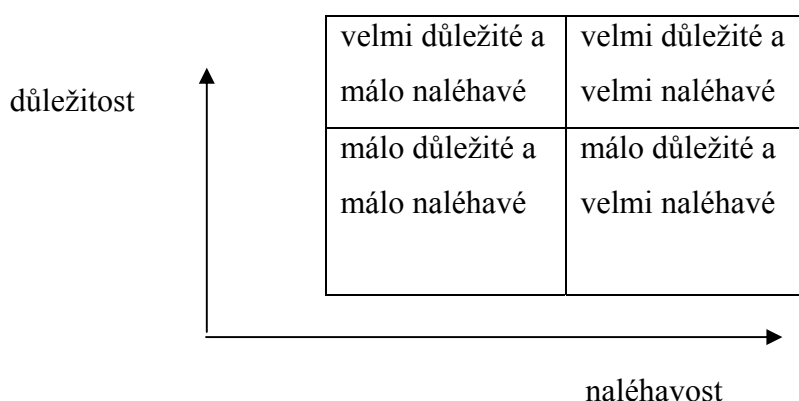 velmi důležité a
málo naléhavé
velmi důležité a
velmi naléhavé
důležitost
málo důležité a
málo naléhavé
málo důležité a
velmi naléhavé
naléhavost